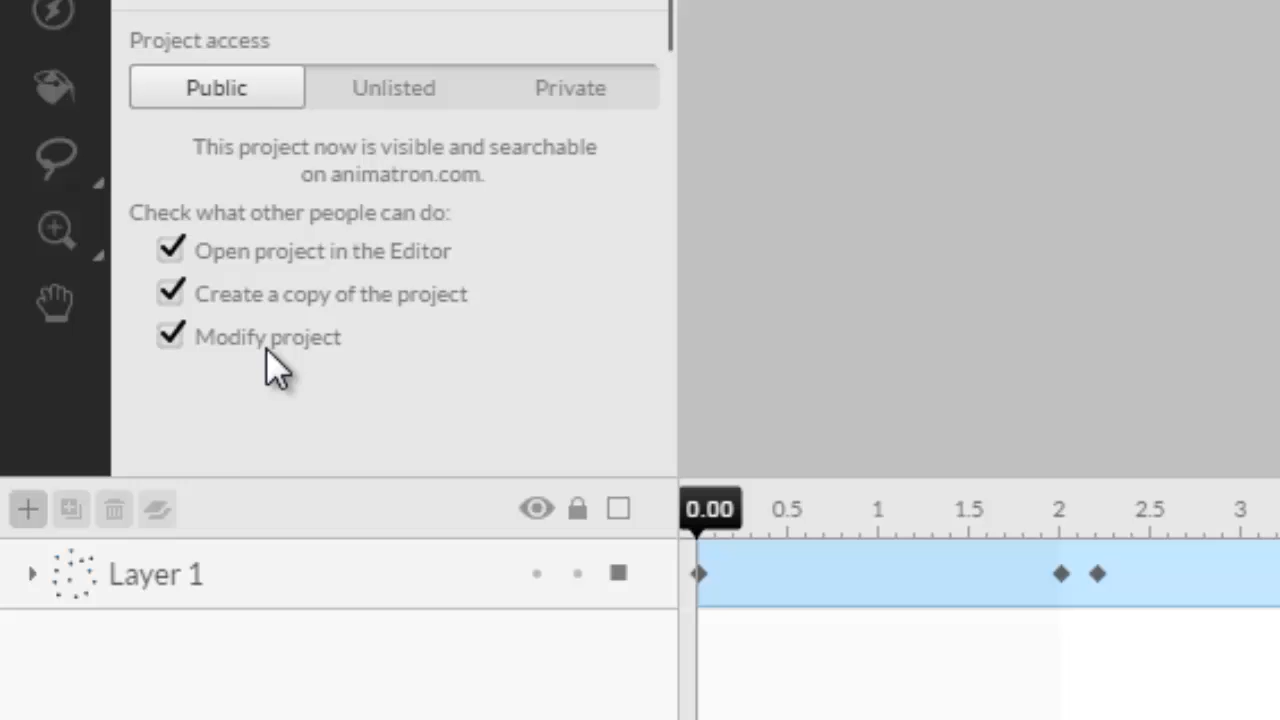 Project access
Public Unlisted Private
This project now is visible and searchable
on animatron.com.
Check what other people can do:
Open project in the Editor
Create a copy of the project
Modify project
0.00 0.5 1 1.5 2 2.5 3
Layer 1